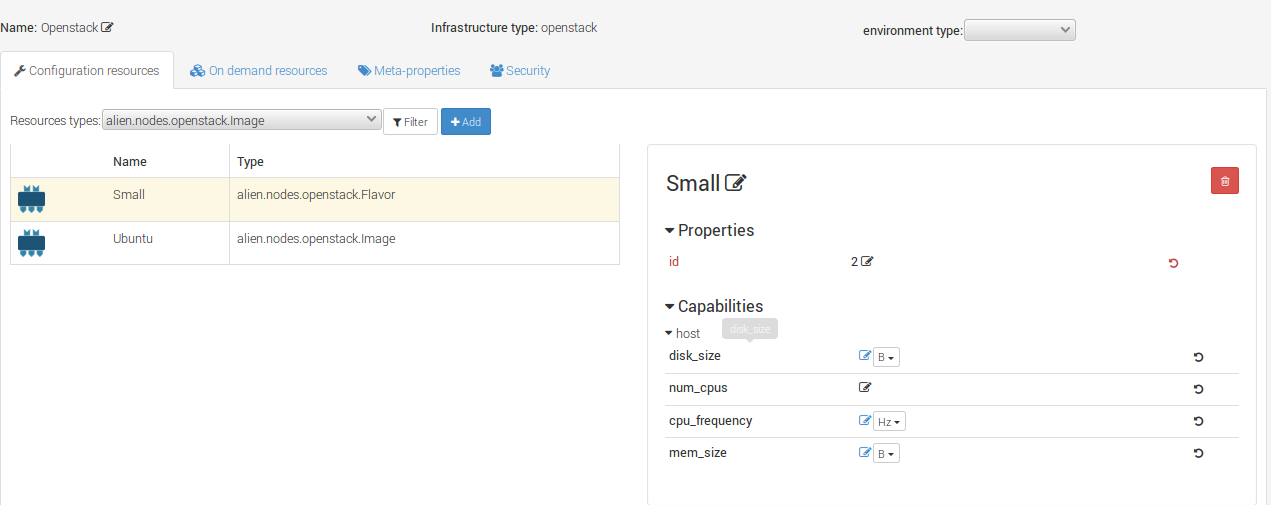 Name: Openstack
Infrastructure type: openstack
environment type:
Configuration resources
On demand resources
Meta-properties
Security
Resources types: alien.nodes.openstack.Image
Filter
Add
Name
Type
Small
alien.nodes.openstack.Flavor
Ubuntu
alien.nodes.openstack.Image
Small
Properties
id
2
Capabilities
host
disk_size
disk_size
B
num_cpus
cpu_frequency
Hz
mem_size
B